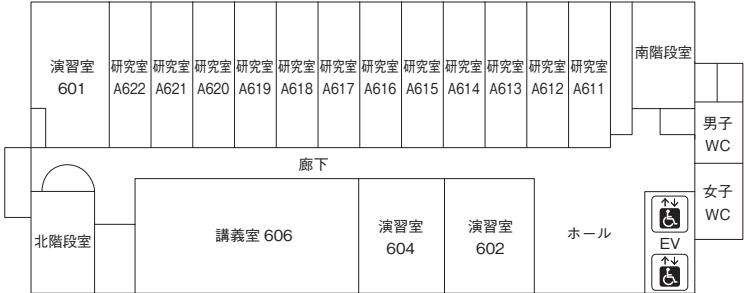 演習室
601
研究室
A622
研究室
A621
研究室
A620
研究室
A619
研究室
A618
研究室
A617
研究室
A616
研究室
A615
研究室
A614
研究室
A613
研究室
A612
研究室
A611
南階段室
男子
WC
廊下
女子
WC
北階段室
講義室 606
演習室
604
演習室
602
ホール
EV